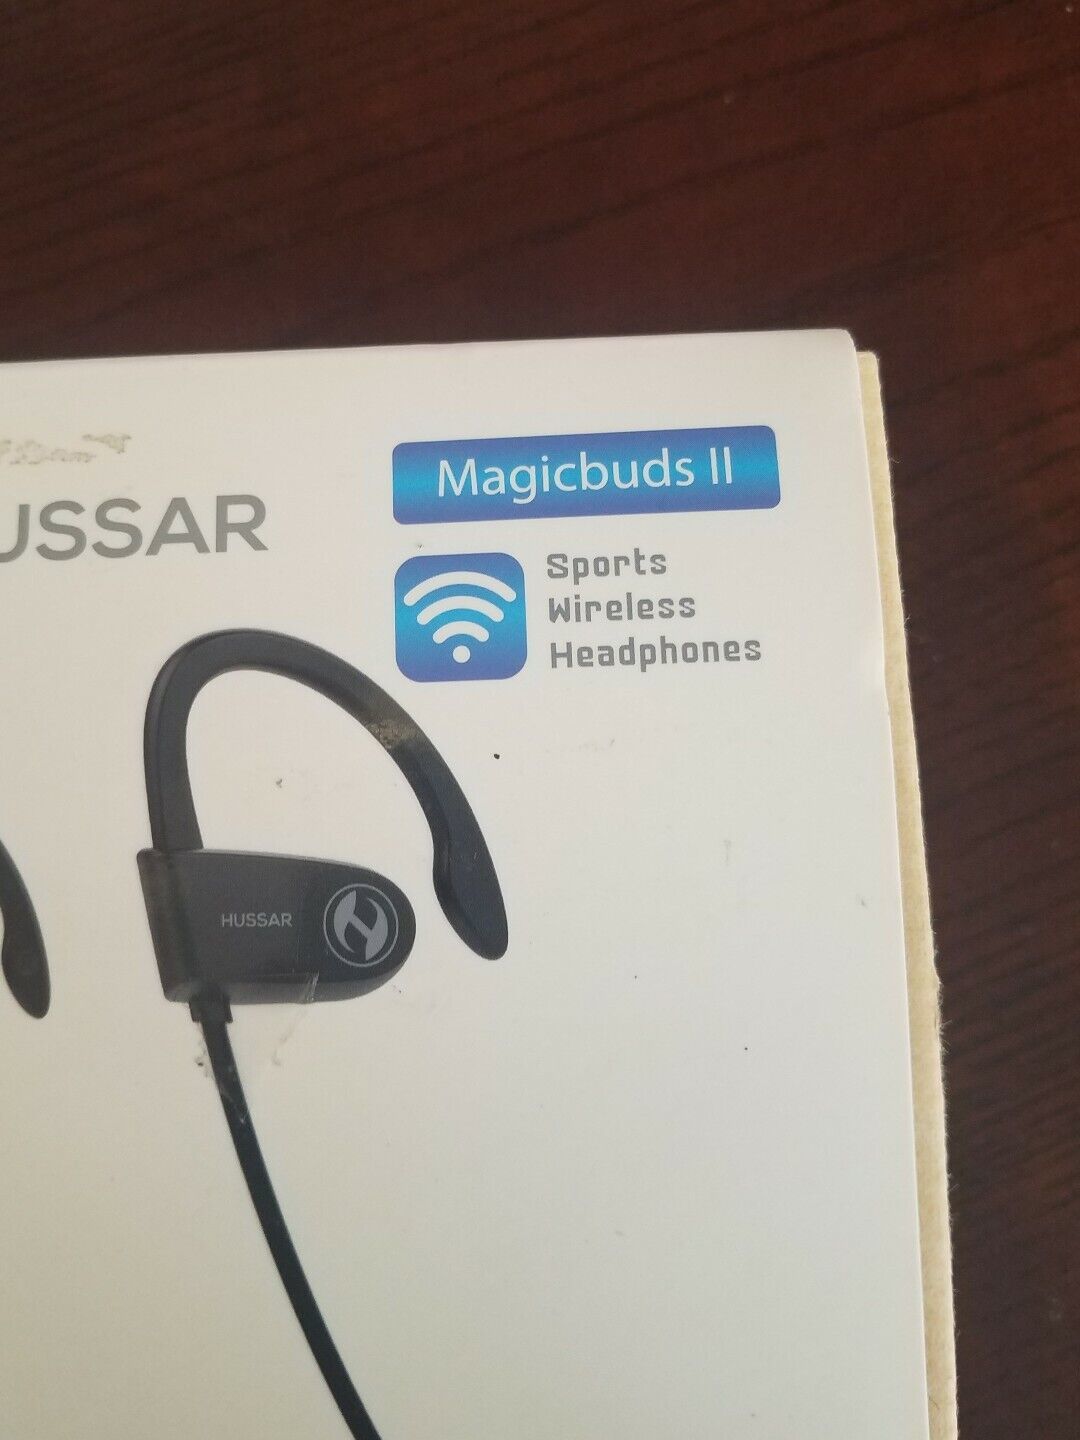 USSAR
Magicbuds II
Sports
Wireless
Headphones
HUSSAR